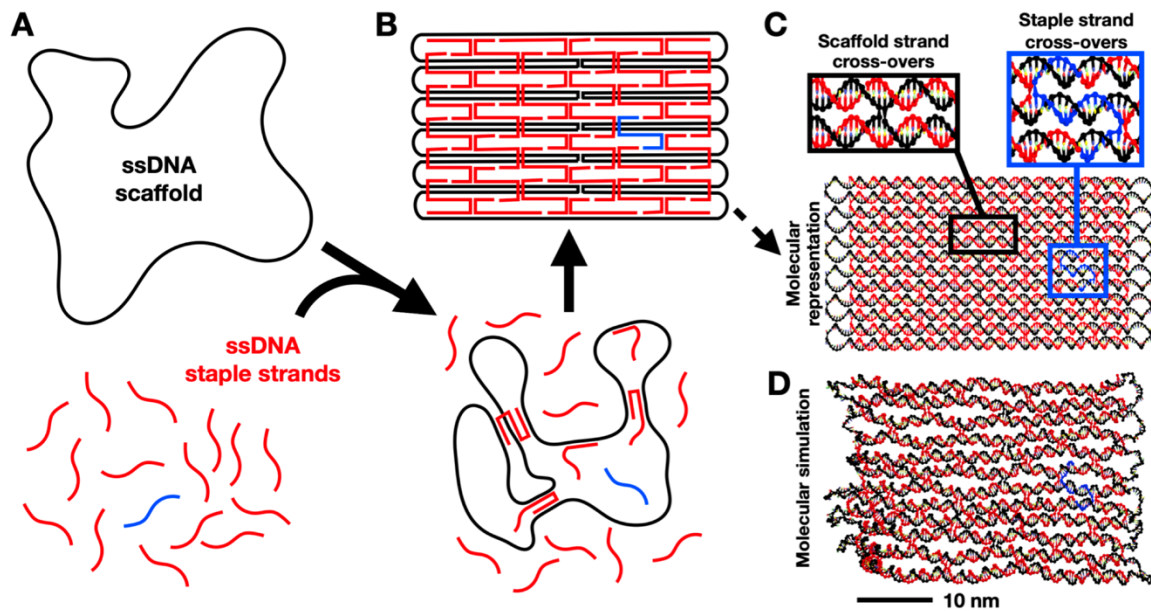 A
ssDNA
scaffold
ssDNA
staple strands
B
C
Scaffold strand
cross-overs
Staple strand
cross-overs
Molecular
representation
D
Molecular simulation
10 nm